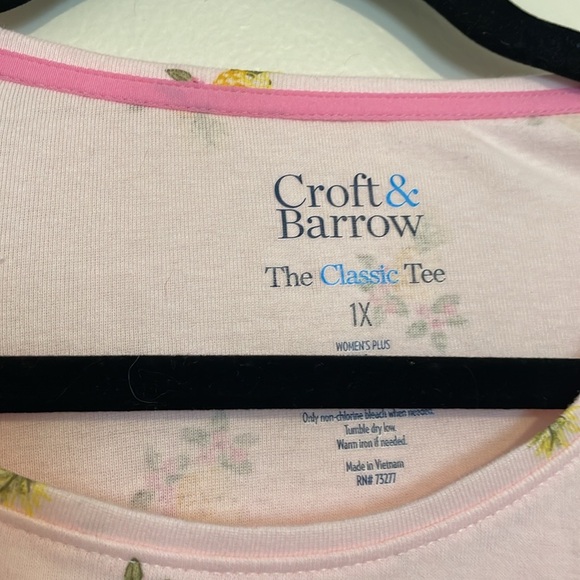 Croft &
Barrow
The Classic Tee
1X
WOMEN'S PLUS
Only non-chlorine bleach when needed.
Tumble dry low.
Warm iron if needed.
Made in Vietnam
RN# 73277